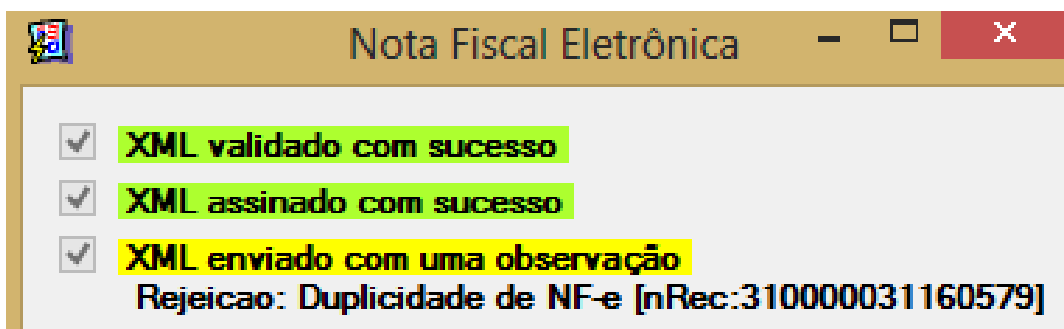 Nota Fiscal Eletrônica
XML validado com sucesso
XML assinado com sucesso
XML enviado com uma observação
Rejeicao: Duplicidade de NF-e [nRec:310000031160579]